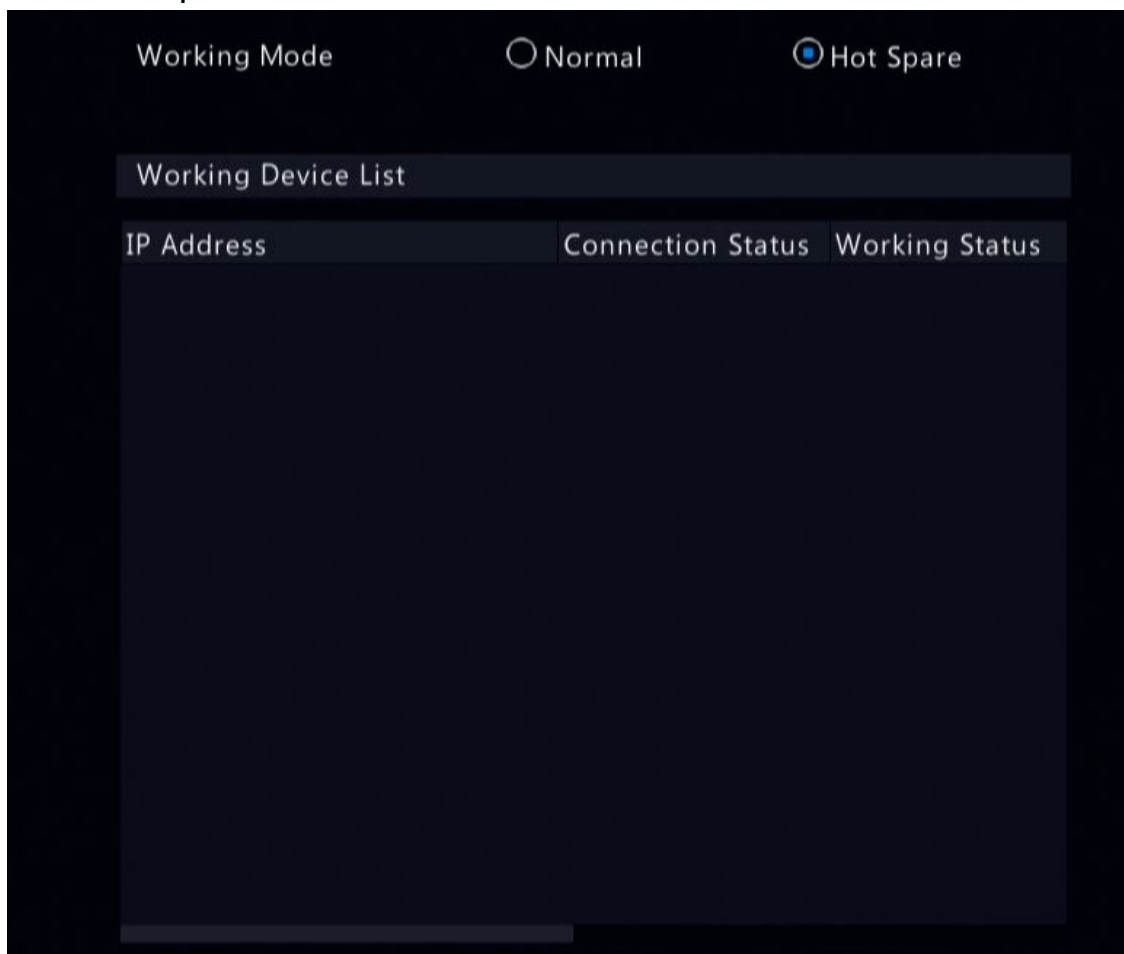 Working Mode Normal Hot Spare
Working Device List
IP Address Connection Status Working Status